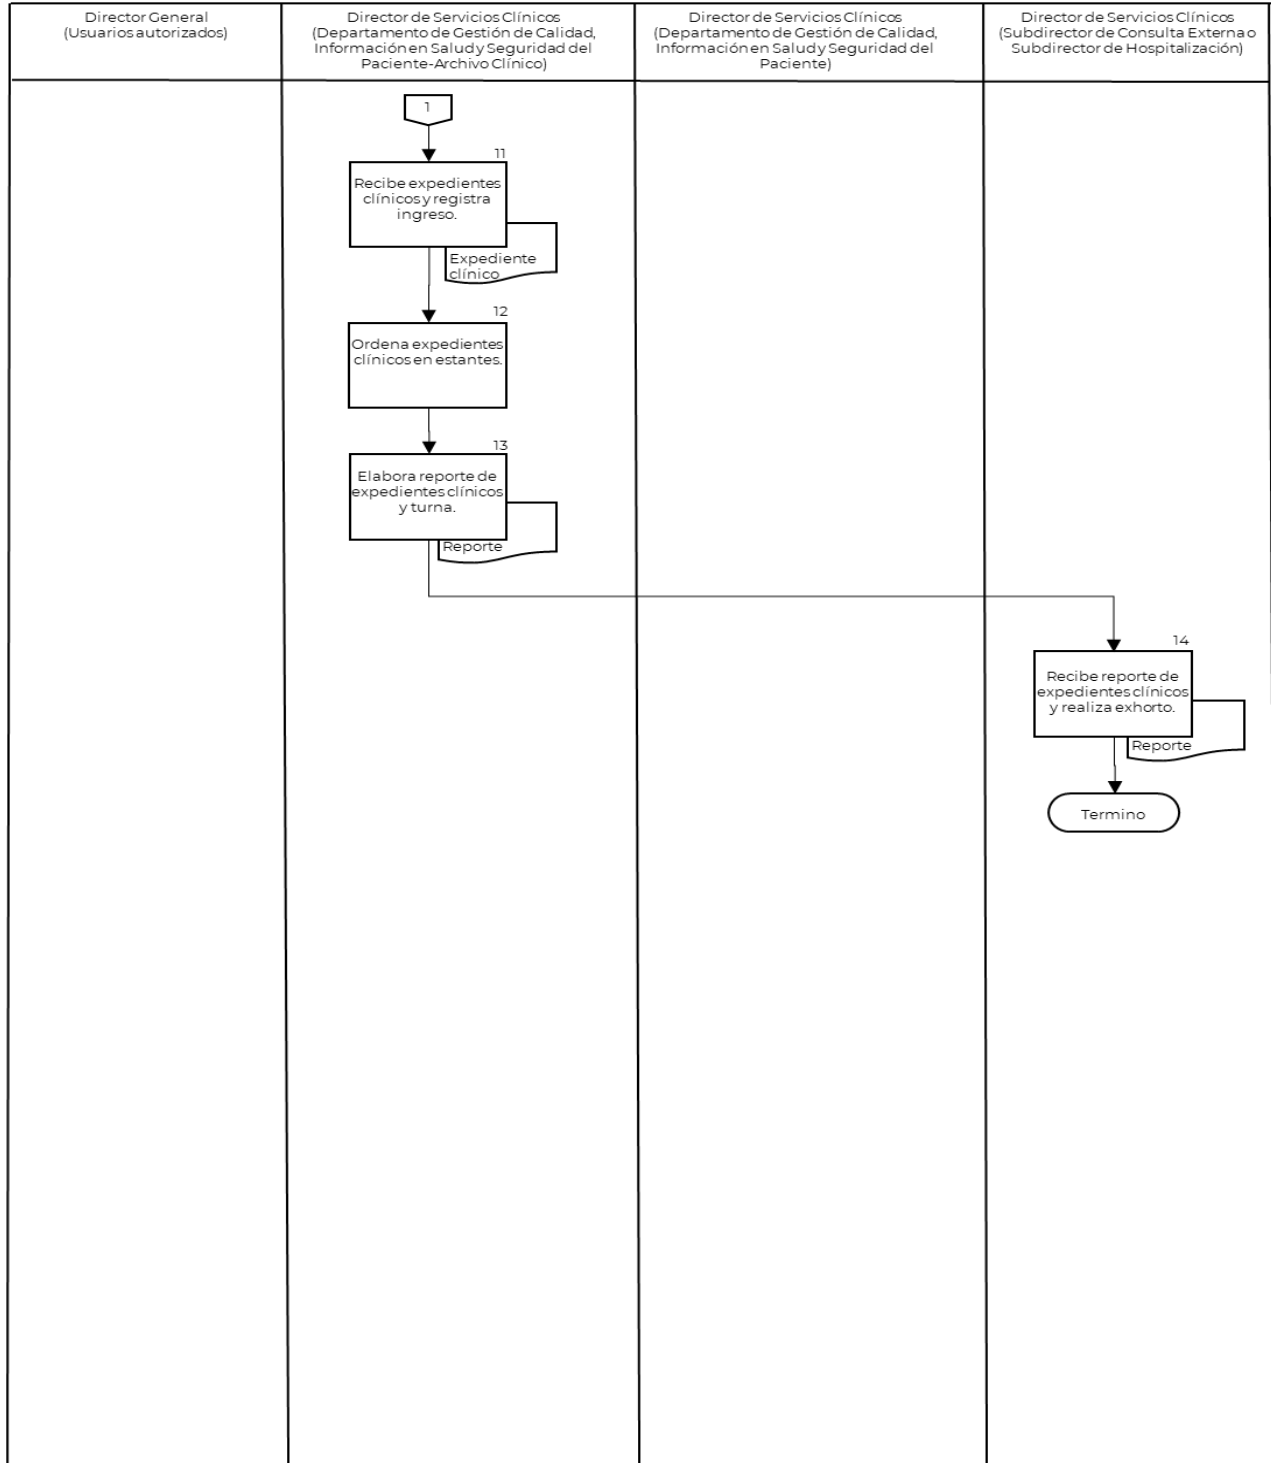 Director General
(Usuarios autorizados)
Director de Servicios Clínicos
(Departamento de Gestión de Calidad,
Información en Salud y Seguridad del
Paciente-Archivo Clínico)
Director de Servicios Clínicos
(Departamento de Gestión de Calidad,
Información en Salud y Seguridad del
Paciente)
Director de Servicios Clínicos
(Subdirector de Consulta Externa o
Subdirector de Hospitalización)
1
11
Recibe expedientes
clínicos y registra
ingreso.
Expediente
clínico
12
Ordena expedientes
clínicos en estantes.
13
Elabora reporte de
expedientes clínicos
y turna.
Reporte
14
Recibe reporte de
expedientes clínicos
y realiza exhorto.
Reporte
Termino